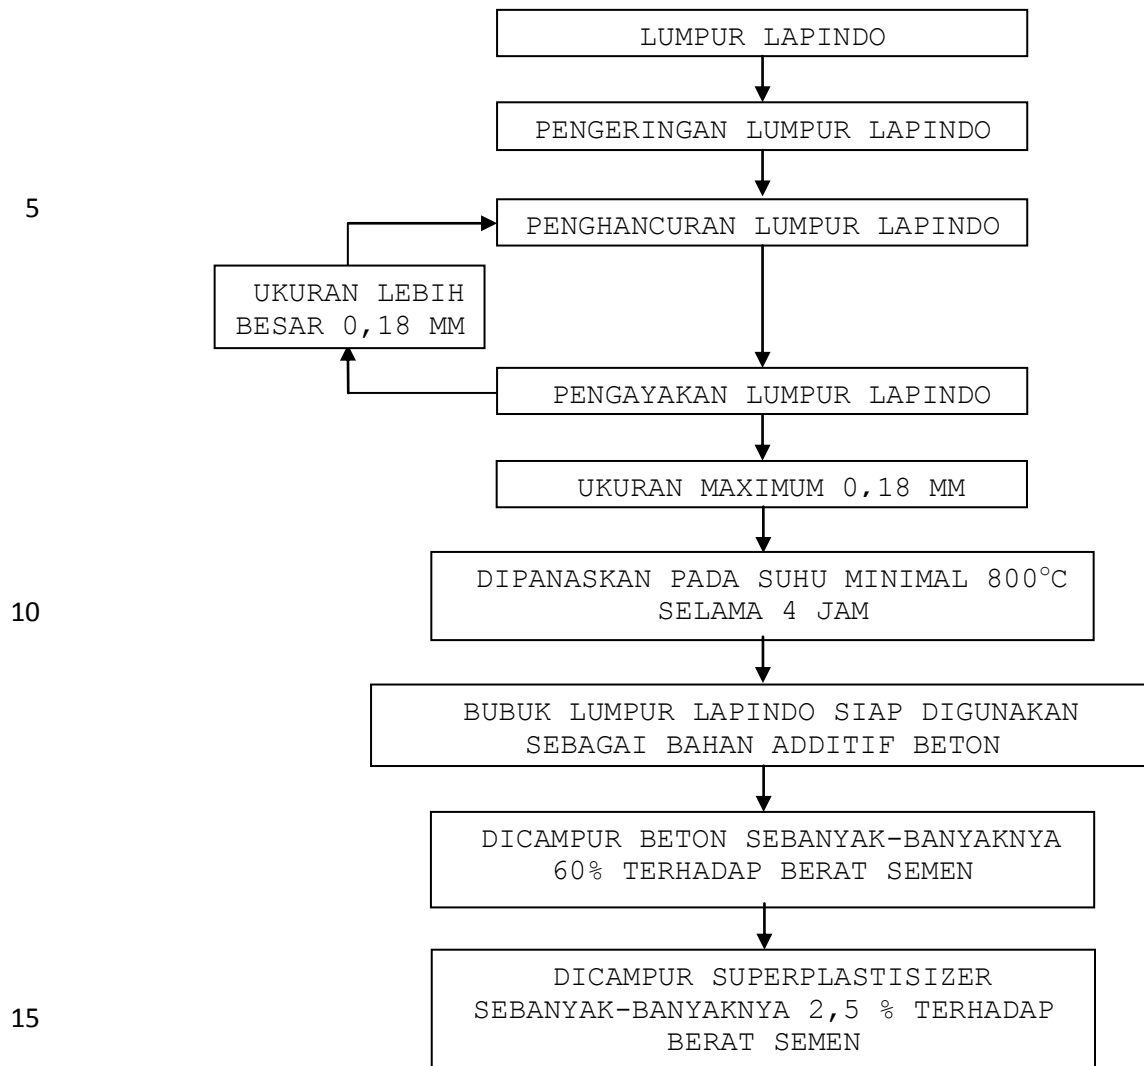 LUMPUR LAPINDO
PENGERINGAN LUMPUR LAPINDO
5
PENGHANCURAN LUMPUR LAPINDO
UKURAN LEBIH
BESAR 0,18 MM
PENGAYAKAN LUMPUR LAPINDO
UKURAN MAXIMUM 0,18 MM
DIPANASKAN PADA SUHU MINIMAL 800°C
10
SELAMA 4 JAM
BUBUK LUMPUR LAPINDO SIAP DIGUNAKAN
SEBAGAI BAHAN ADDITIF BETON
DICAMPUR BETON SEBANYAK-BANYAKNYA
60% TERHADAP BERAT SEMEN
DICAMPUR SUPERPLASTISIZER
15
SEBANYAK-BANYAKNYA 2,5 % TERHADAP
BERAT SEMEN